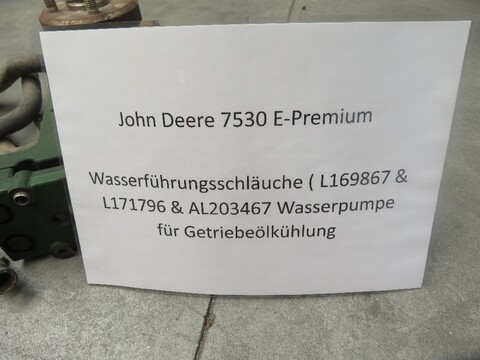 John Deere 7530 E-Premium
Wasserführungsschläuche ( L169867 &
L171796 & AL203467 Wasserpumpe
für Getriebeölkühlung